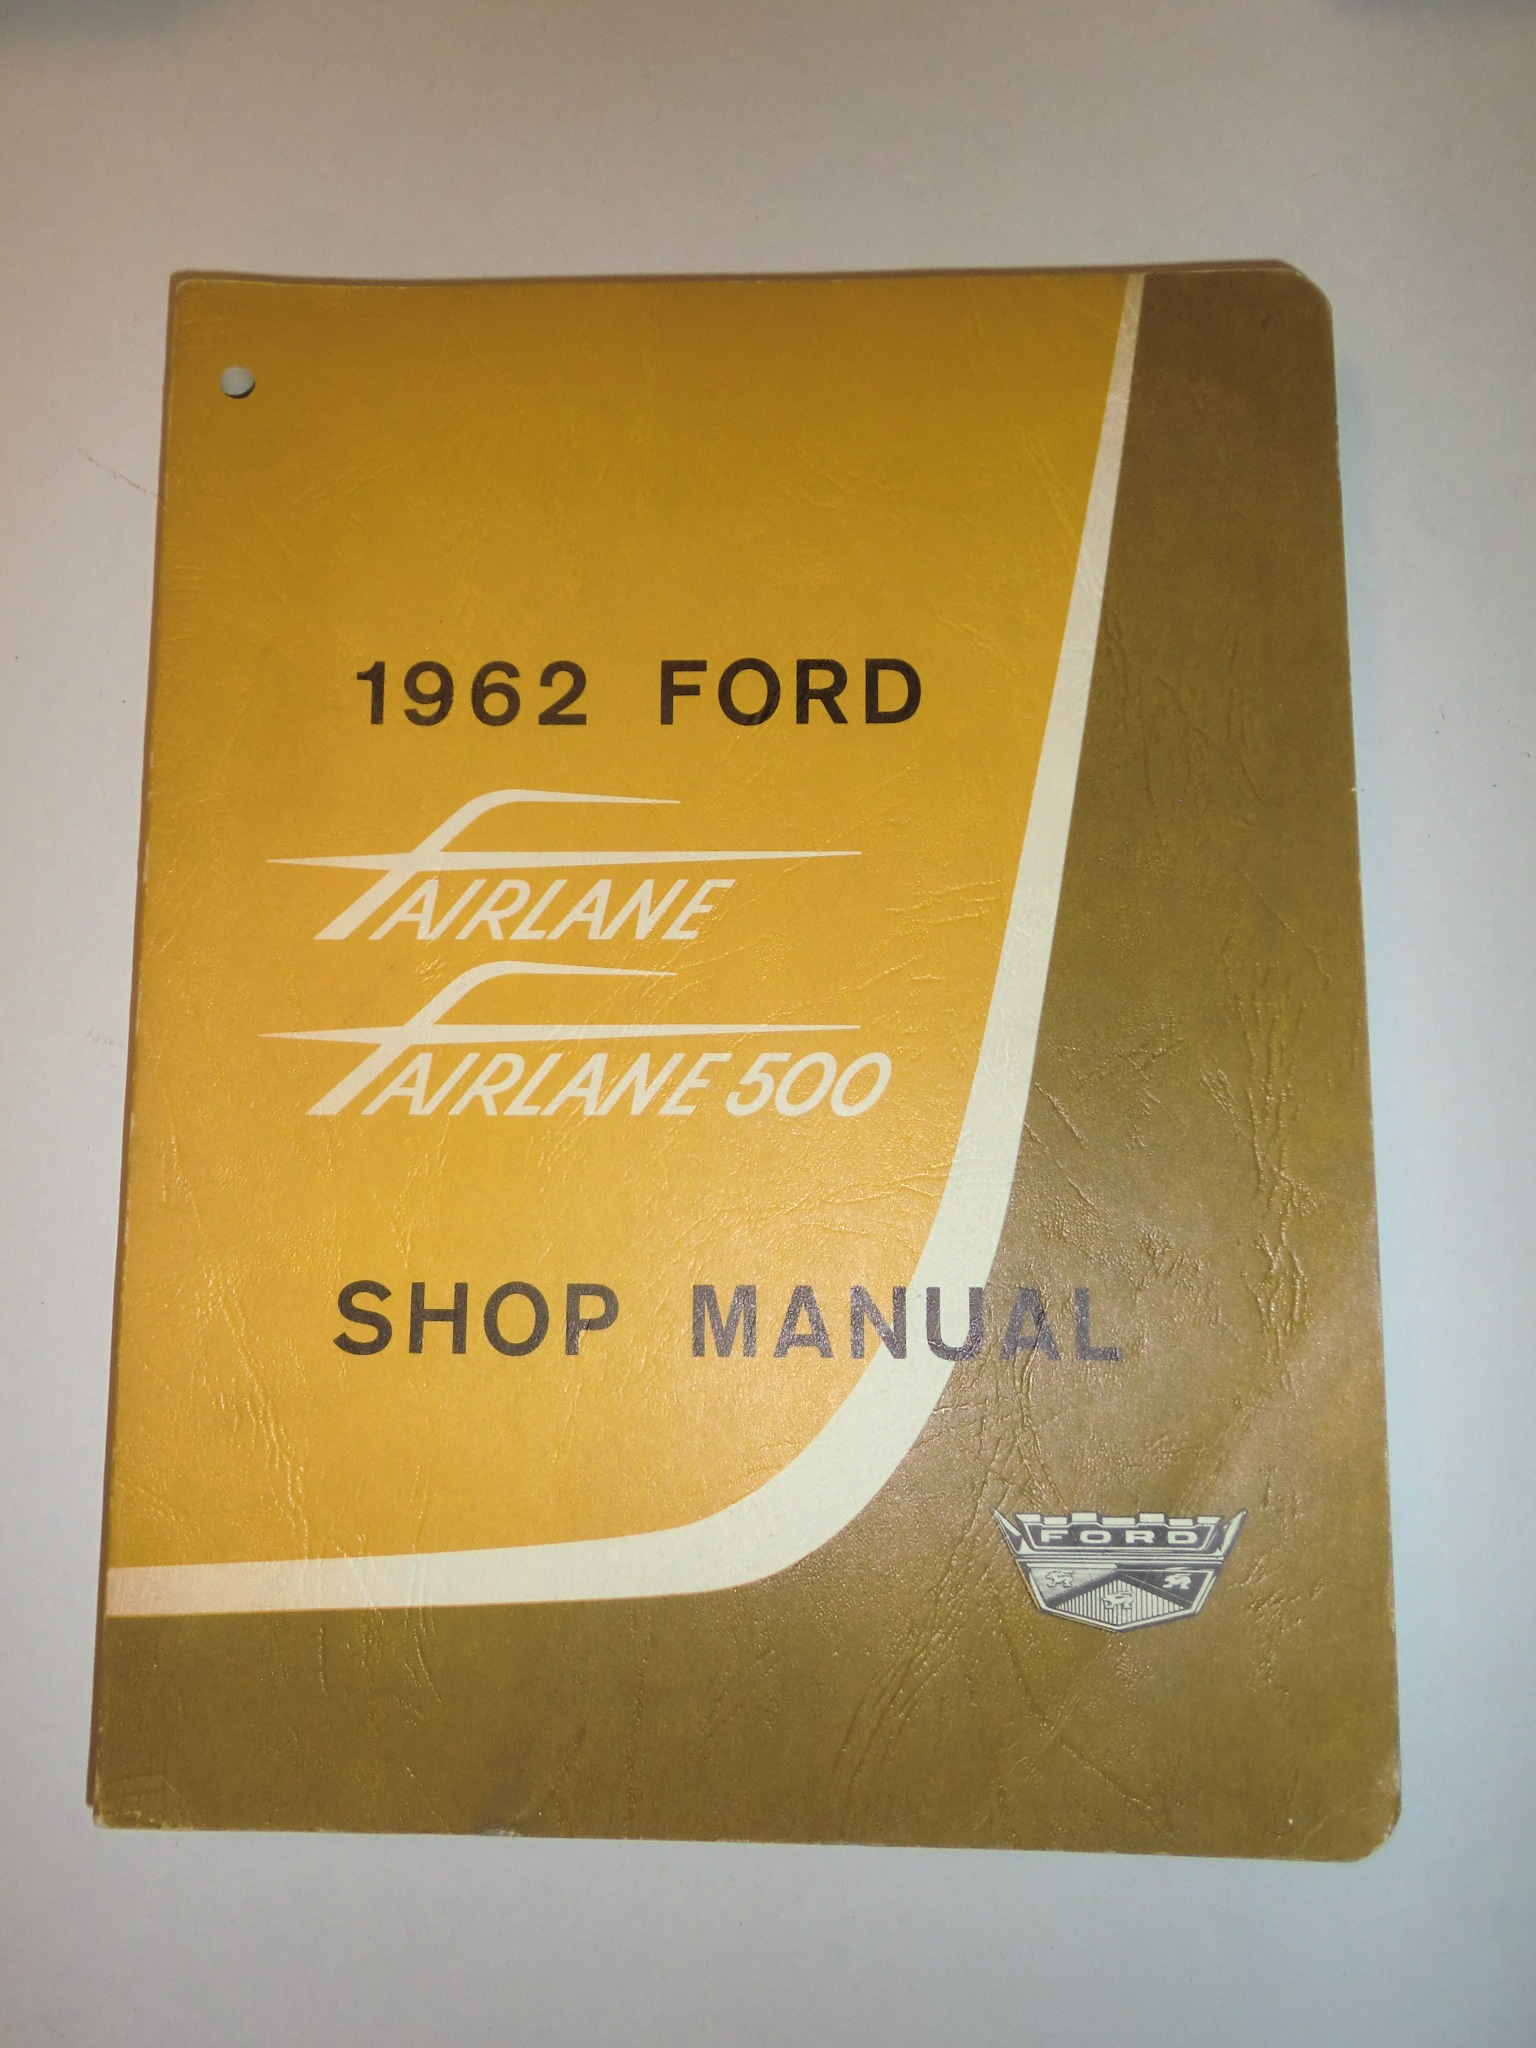 1962 FORD
FAIRLANE
FAIRLANE 500
SHOP MANUAL
FORD